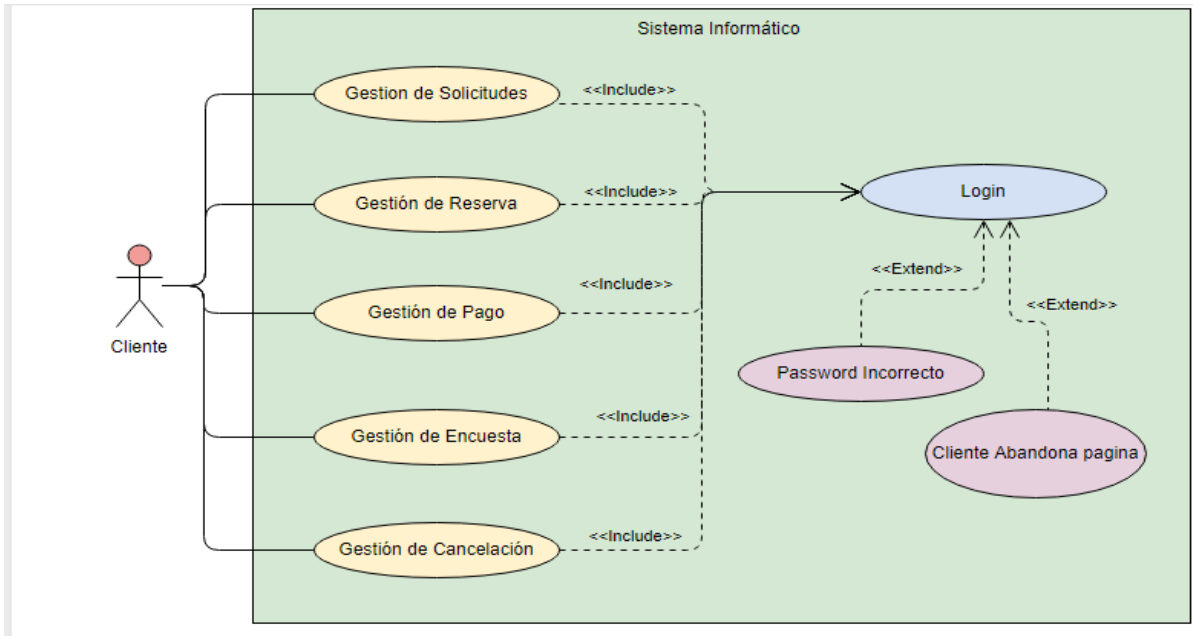 Sistema Informático
Gestion de Solicitudes
<<Include>>
Gestión de Reserva
<<Include>>
Login
<<Extend>>
Gestión de Pago
<<Include>>
<<Extend>>
Cliente
Password Incorrecto
Gestión de Encuesta
<<Include>>
Cliente Abandona pagina
Gestión de Cancelación
<<Include>>